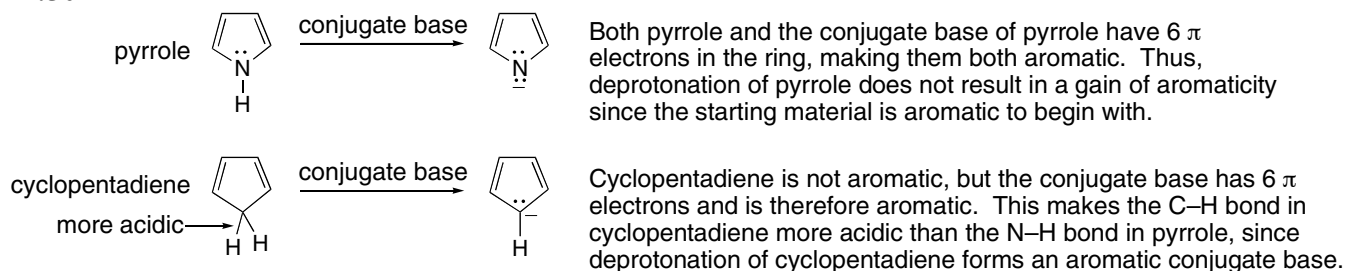 pyrrole
N
H
conjugate base
N
Both pyrrole and the conjugate base of pyrrole have 6 π
electrons in the ring, making them both aromatic. Thus,
deprotonation of pyrrole does not result in a gain of aromaticity
since the starting material is aromatic to begin with.
cyclopentadiene
more acidic
H H
conjugate base
H
Cyclopentadiene is not aromatic, but the conjugate base has 6 π
electrons and is therefore aromatic. This makes the C–H bond in
cyclopentadiene more acidic than the N–H bond in pyrrole, since
deprotonation of cyclopentadiene forms an aromatic conjugate base.